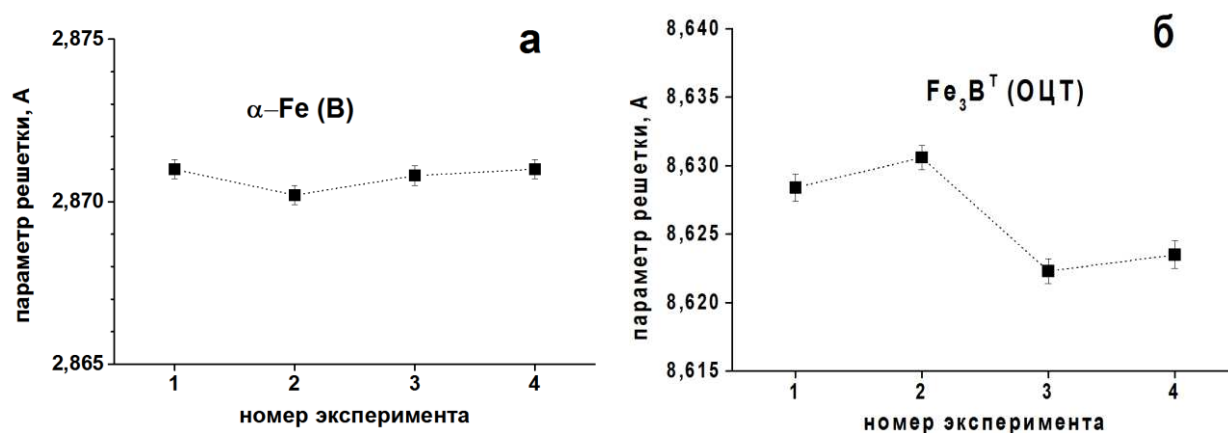 а
2,875
2,870
2,865
параметр решетки, А
α–Fe (B)
1 2 3 4
номер эксперимента
б
8,640
8,635
8,630
8,625
8,620
8,615
параметр решетки, А
Fe₃Bᵀ (ОЦТ)
1 2 3 4
номер эксперимента